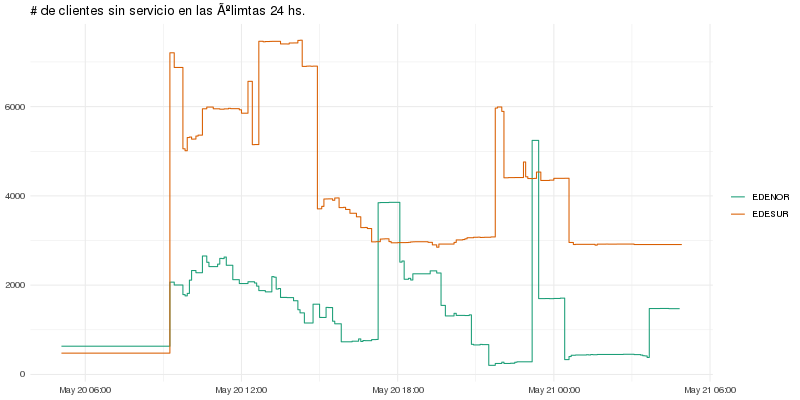 # de clientes sin servicio en las Ãºlimtas 24 hs.
6000
4000
2000
0
May 20 06:00
May 20 12:00
May 20 18:00
May 21 00:00
May 21 06:00
EDENOR
EDESUR